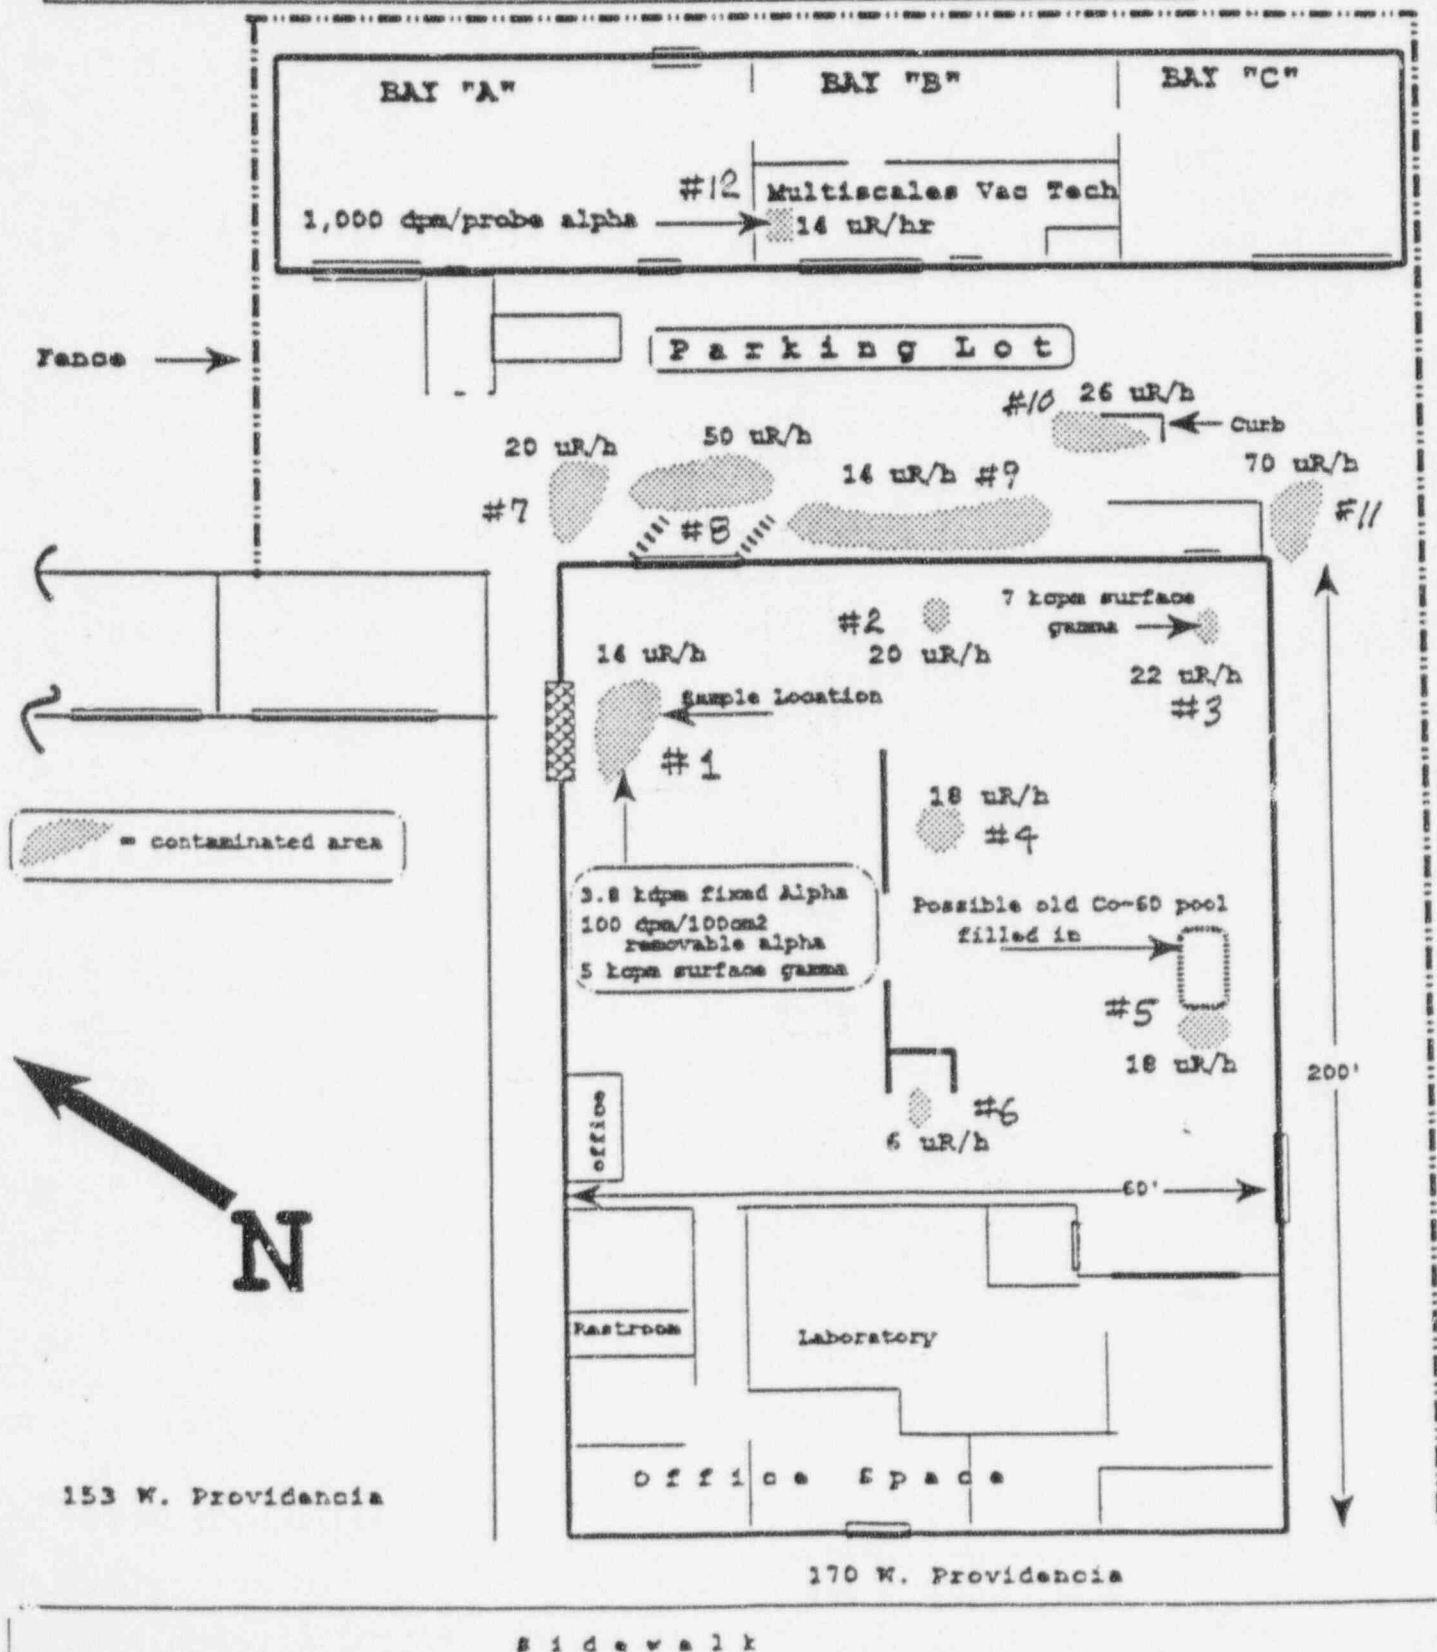 BAY "A"
BAY "B"
BAY "C"
#12
Multiscales Vac Tech
1,000 dpm/probe alpha
14 uR/hr
Fence
Parking Lot
#10
26 uR/h
Curb
20 uR/h
50 uR/h
14 uR/h #9
70 uR/h
#7
#8
#11
7 kcpm surface
gamma
#2
20 uR/h
14 uR/h
22 uR/h
#3
Sample Location
#1
18 uR/h
#4
= contaminated area
3.8 kdpm fixed Alpha
100 dpm/100cm2
removable alpha
5 kcpm surface gamma
Possible old Co-60 pool
filled in
#5
18 uR/h
200'
#6
6 uR/h
office
60'
N
Restroom
Laboratory
Office Space
153 W. Providencia
170 W. Providencia
Sidewalk